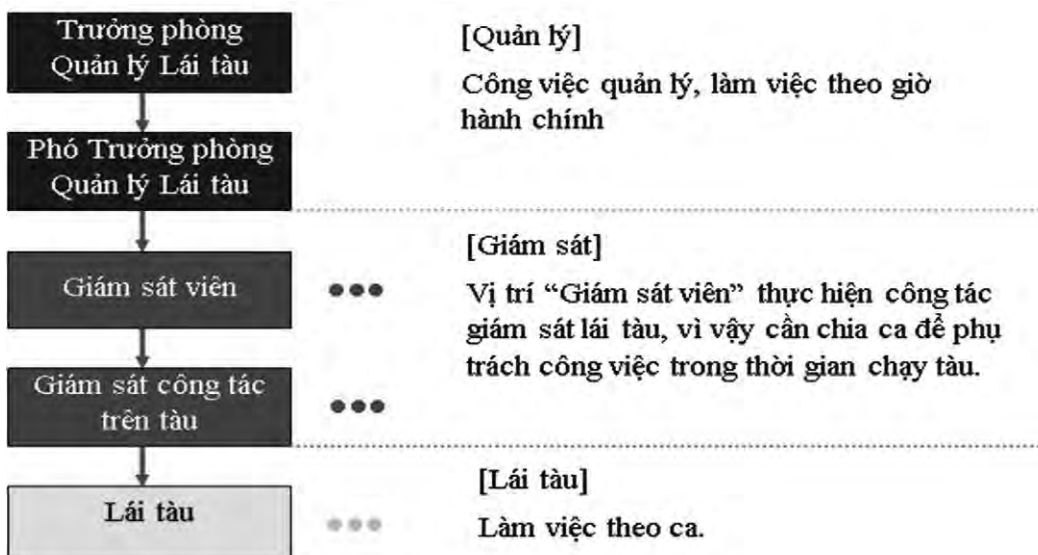 Trưởng phòng
Quản lý Lái tàu
[Quản lý]
Công việc quản lý, làm việc theo giờ
hành chính
Phó Trưởng phòng
Quản lý Lái tàu
Giám sát viên
[Giám sát]
Vị trí “Giám sát viên” thực hiện công tác
giám sát lái tàu, vì vậy cần chia ca để phụ
trách công việc trong thời gian chạy tàu.
Giám sát công tác
trên tàu
Lái tàu
[Lái tàu]
Làm việc theo ca.